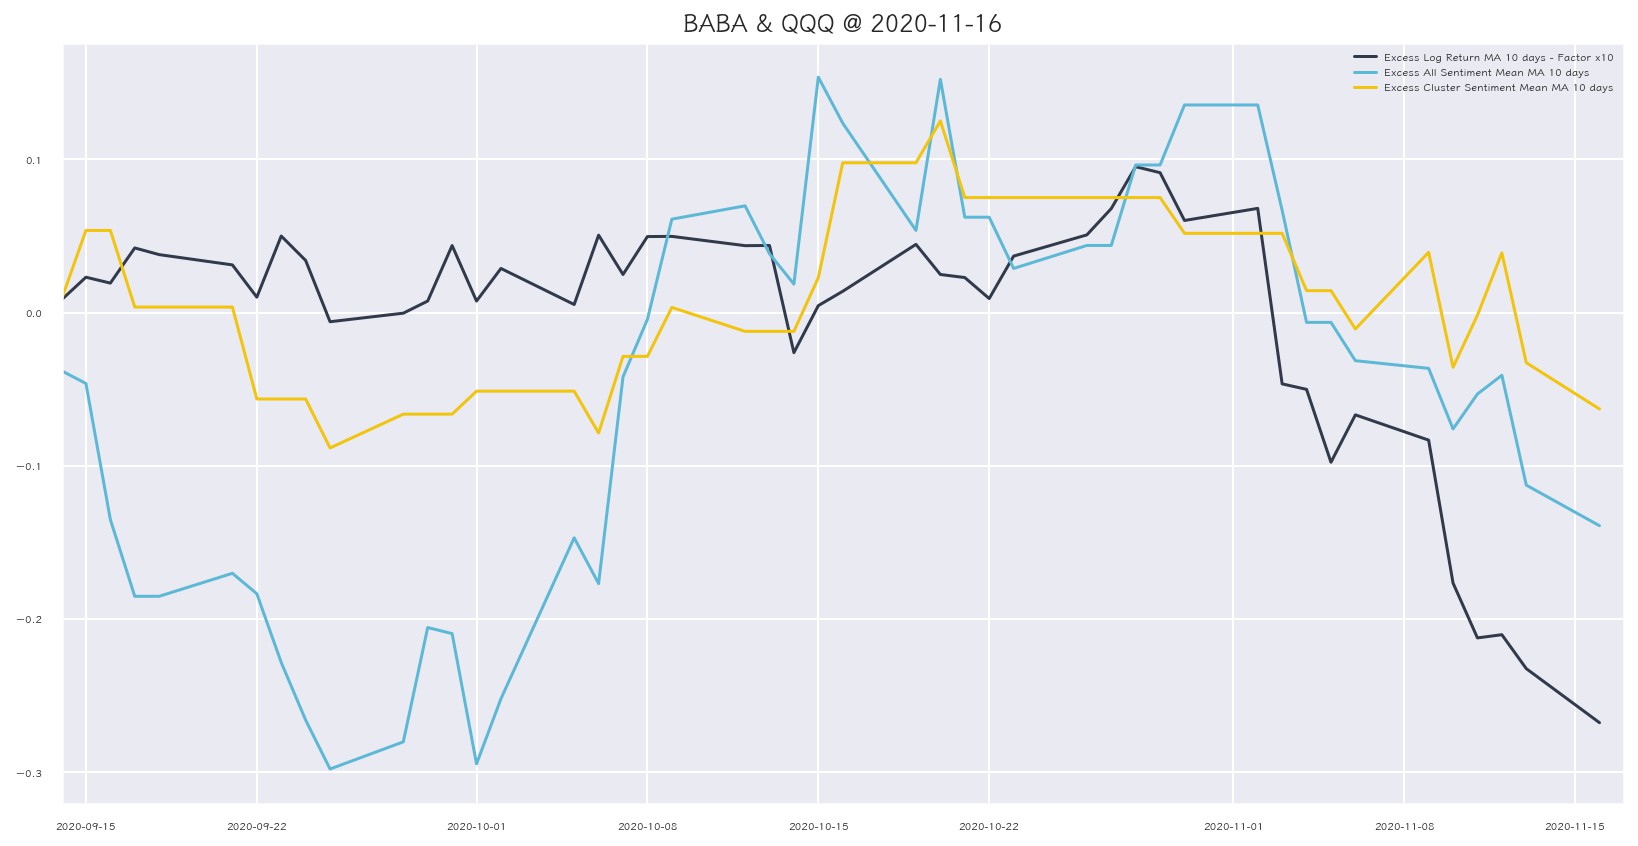 BABA & QQQ @ 2020-11-16
Excess Log Return MA 10 days - Factor x10
Excess All Sentiment Mean MA 10 days
Excess Cluster Sentiment Mean MA 10 days
0.1
0.0
−0.1
−0.2
−0.3
2020-09-15 2020-09-22 2020-10-01 2020-10-08 2020-10-15 2020-10-22 2020-11-01 2020-11-08 2020-11-15